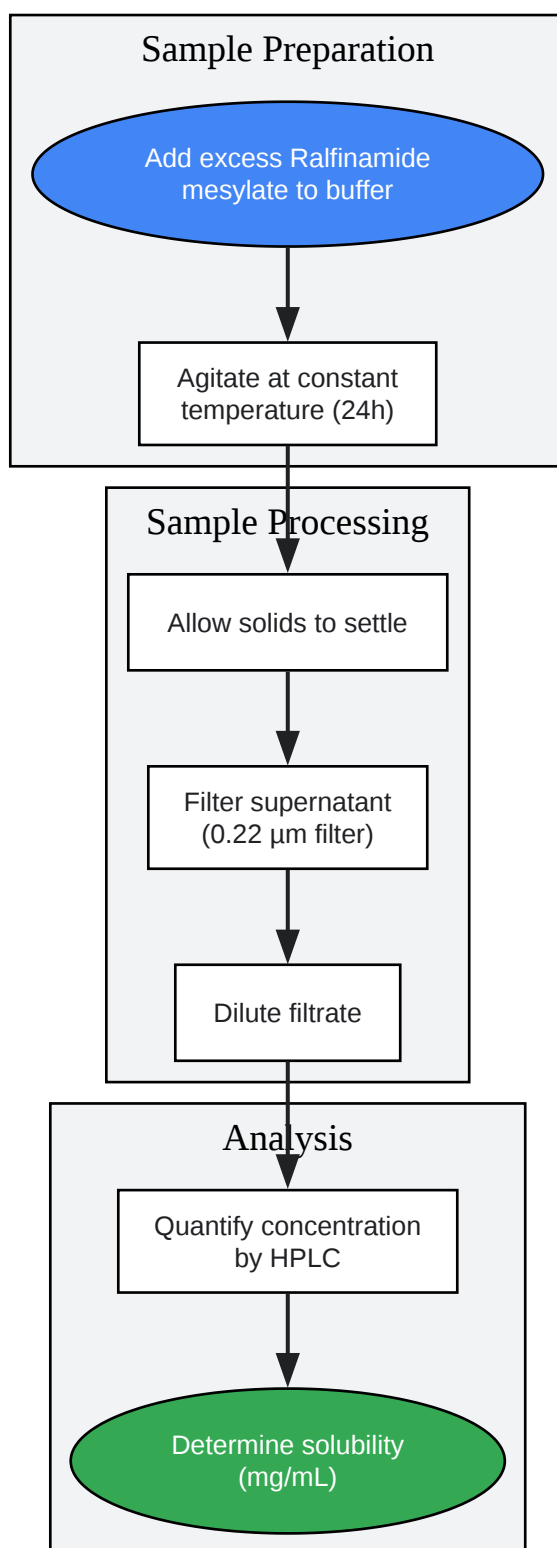 Sample Preparation
Add excess Ralfinamide
mesylate to buffer
Agitate at constant
temperature (24h)
Sample Processing
Allow solids to settle
Filter supernatant
(0.22 µm filter)
Dilute filtrate
Analysis
Quantify concentration
by HPLC
Determine solubility
(mg/mL)